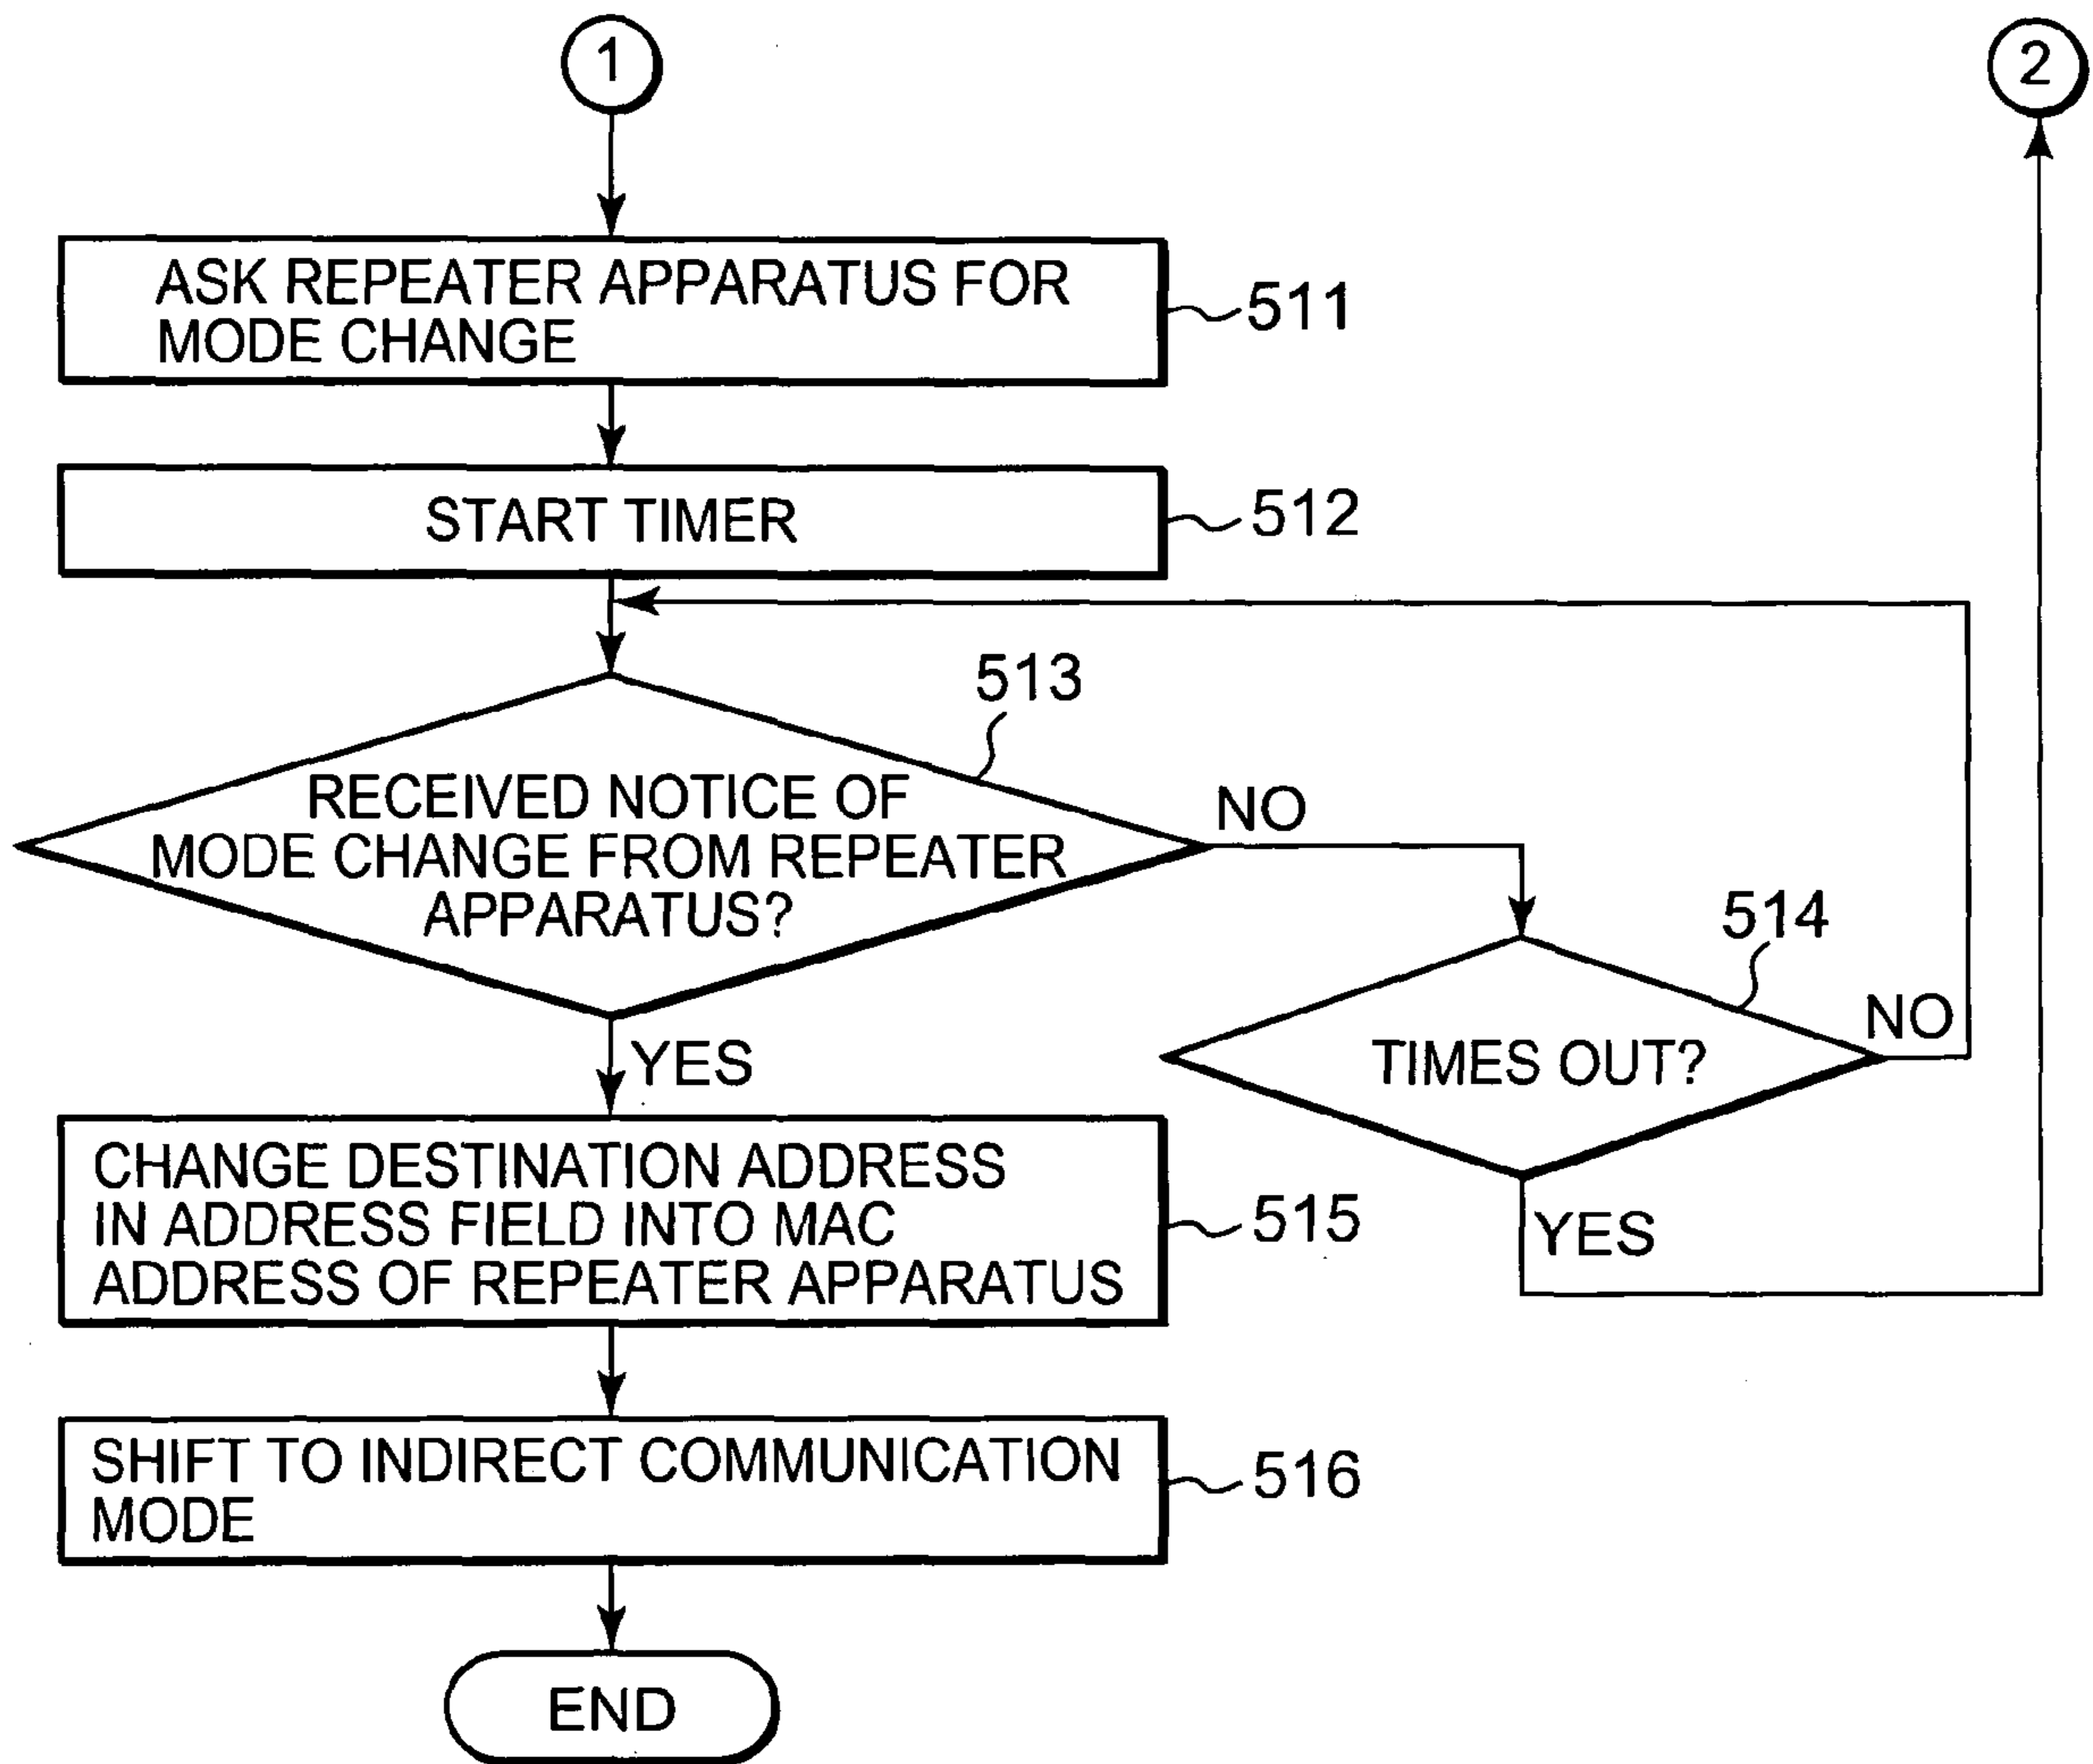 1
2
ASK REPEATER APPARATUS FOR
MODE CHANGE
511
START TIMER
512
513
RECEIVED NOTICE OF
MODE CHANGE FROM REPEATER
APPARATUS?
NO
514
TIMES OUT?
NO
YES
YES
CHANGE DESTINATION ADDRESS
IN ADDRESS FIELD INTO MAC
ADDRESS OF REPEATER APPARATUS
515
SHIFT TO INDIRECT COMMUNICATION
MODE
516
END